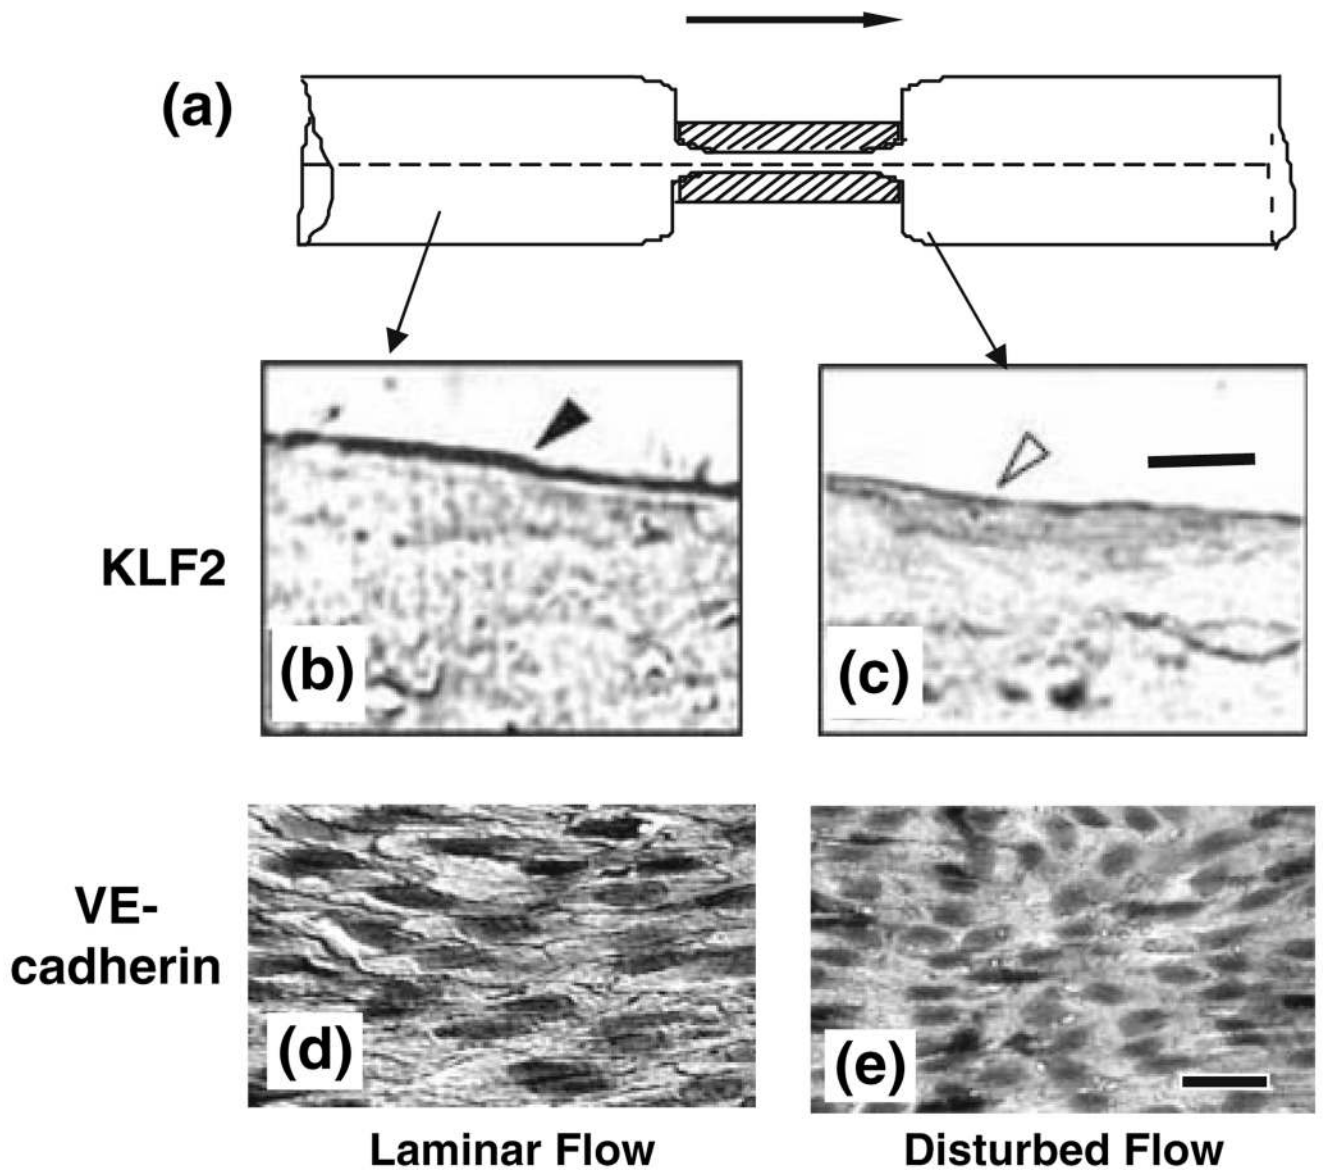 (a)
KLF2
(b)
(c)
VE-
cadherin
(d)
(e)
Laminar Flow
Disturbed Flow